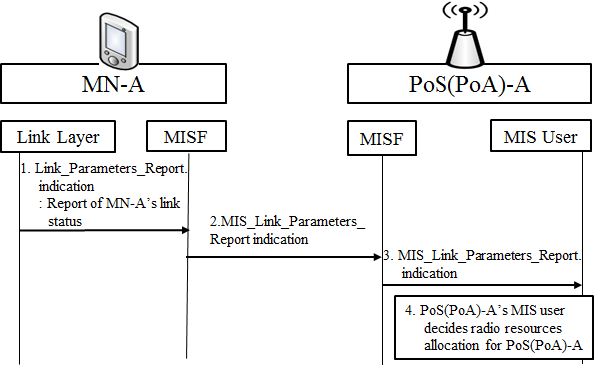 MN-A
PoS(PoA)-A
Link Layer
MISF
MISF
MIS User
1. Link_Parameters_Report.
indication
: Report of MN-A's link
status
2.MIS_Link_Parameters_
Report indication
3. MIS_Link_Parameters_Report.
indication
4. PoS(PoA)-A's MIS user
decides radio resources
allocation for PoS(PoA)-A